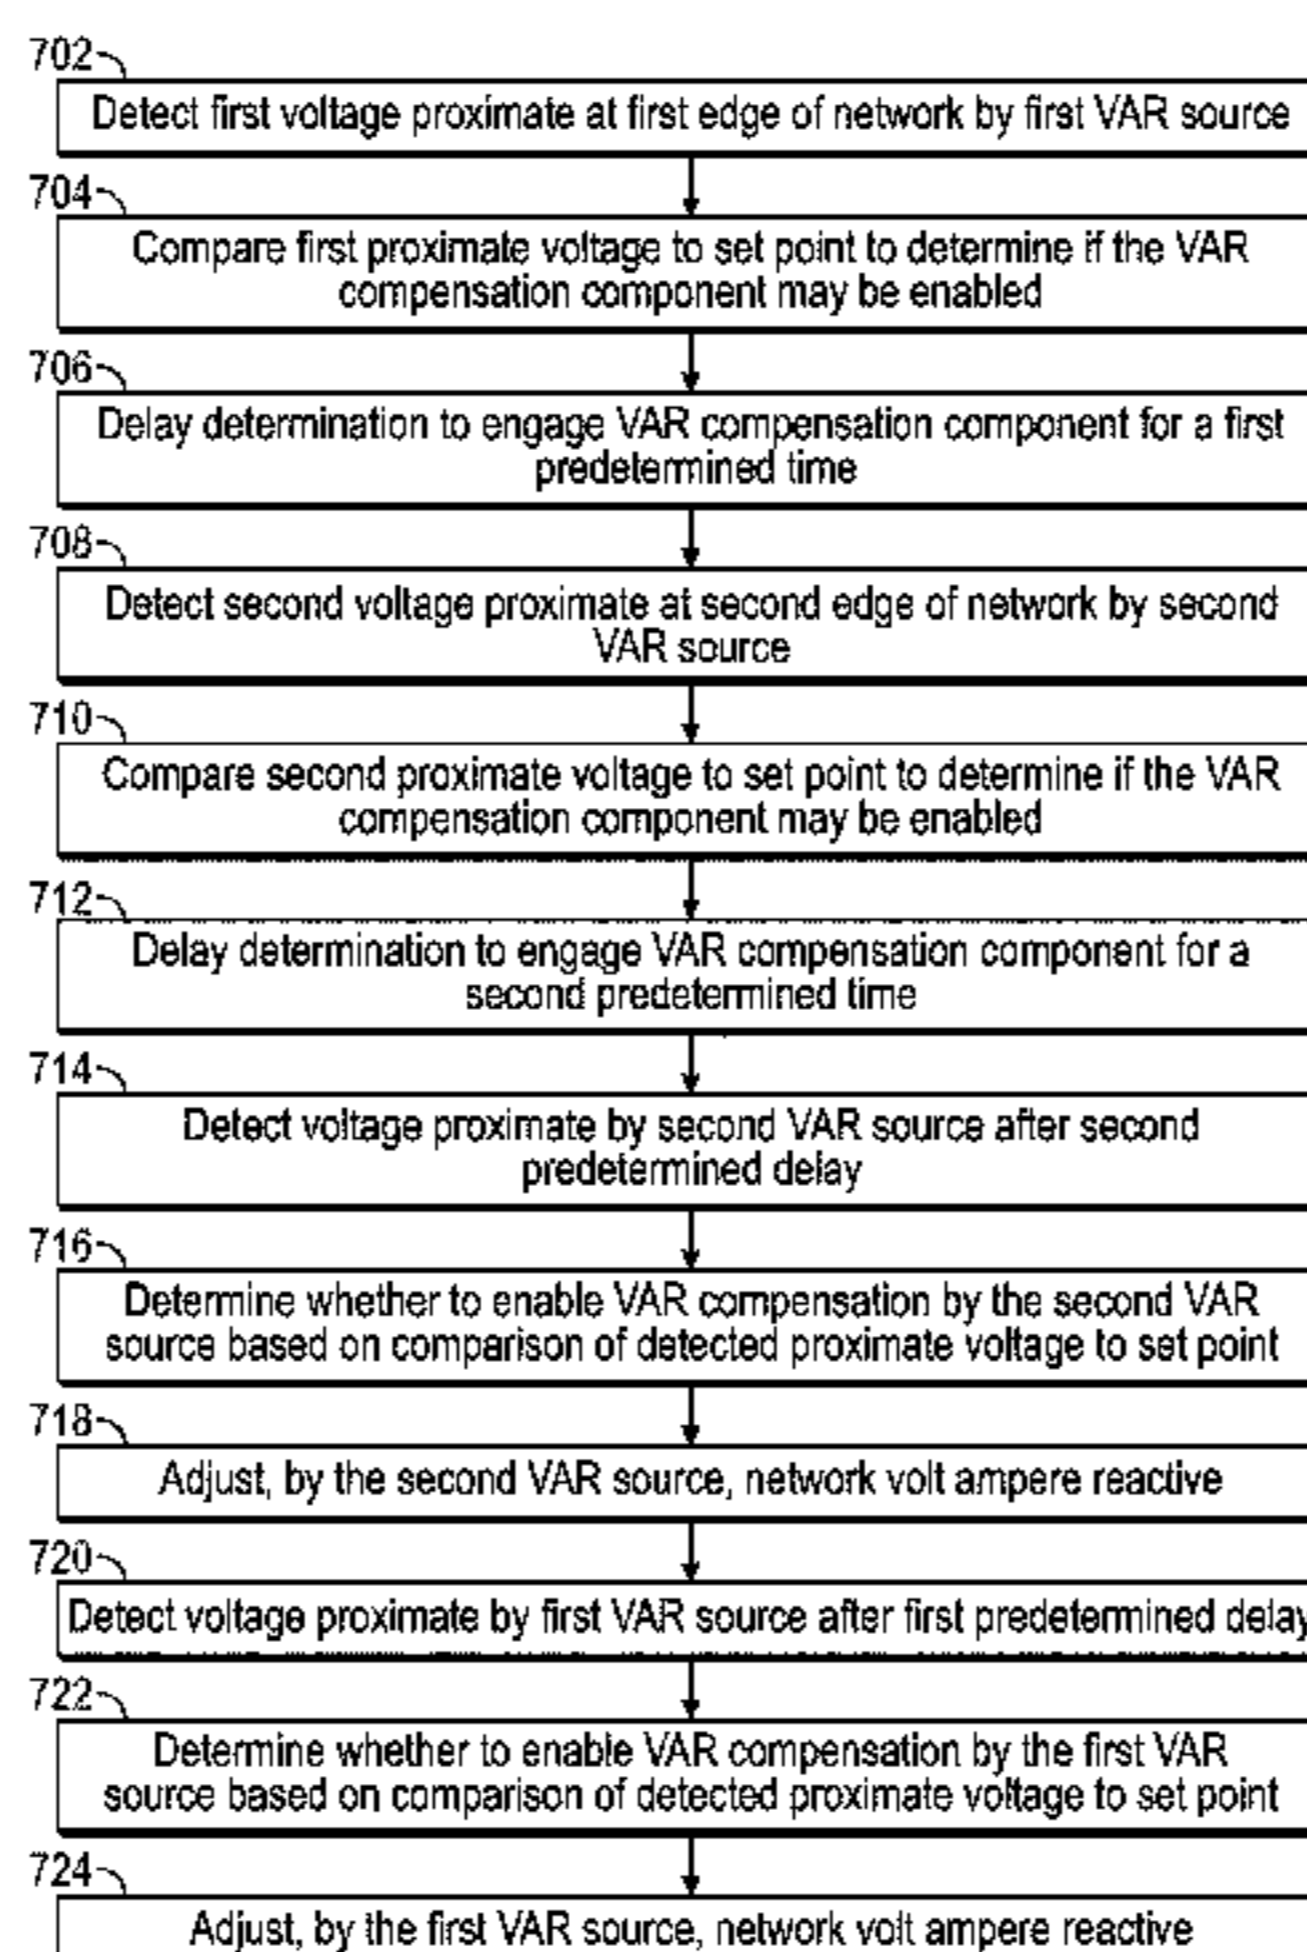 702
Detect first voltage proximate at first edge of network by first VAR source
704
Compare first proximate voltage to set point to determine if the VAR
compensation component may be enabled
706
Delay determination to engage VAR compensation component for a first
predetermined time
708
Detect second voltage proximate at second edge of network by second
VAR source
710
Compare second proximate voltage to set point to determine if the VAR
compensation component may be enabled
712
Delay determination to engage VAR compensation component for a
second predetermined time
714
Detect voltage proximate by second VAR source after second
predetermined delay
716
Determine whether to enable VAR compensation by the second VAR
source based on comparison of detected proximate voltage to set point
718
Adjust, by the second VAR source, network volt ampere reactive
720
Detect voltage proximate by first VAR source after first predetermined delay
722
Determine whether to enable VAR compensation by the first VAR
source based on comparison of detected proximate voltage to set point
724
Adjust, by the first VAR source, network volt ampere reactive